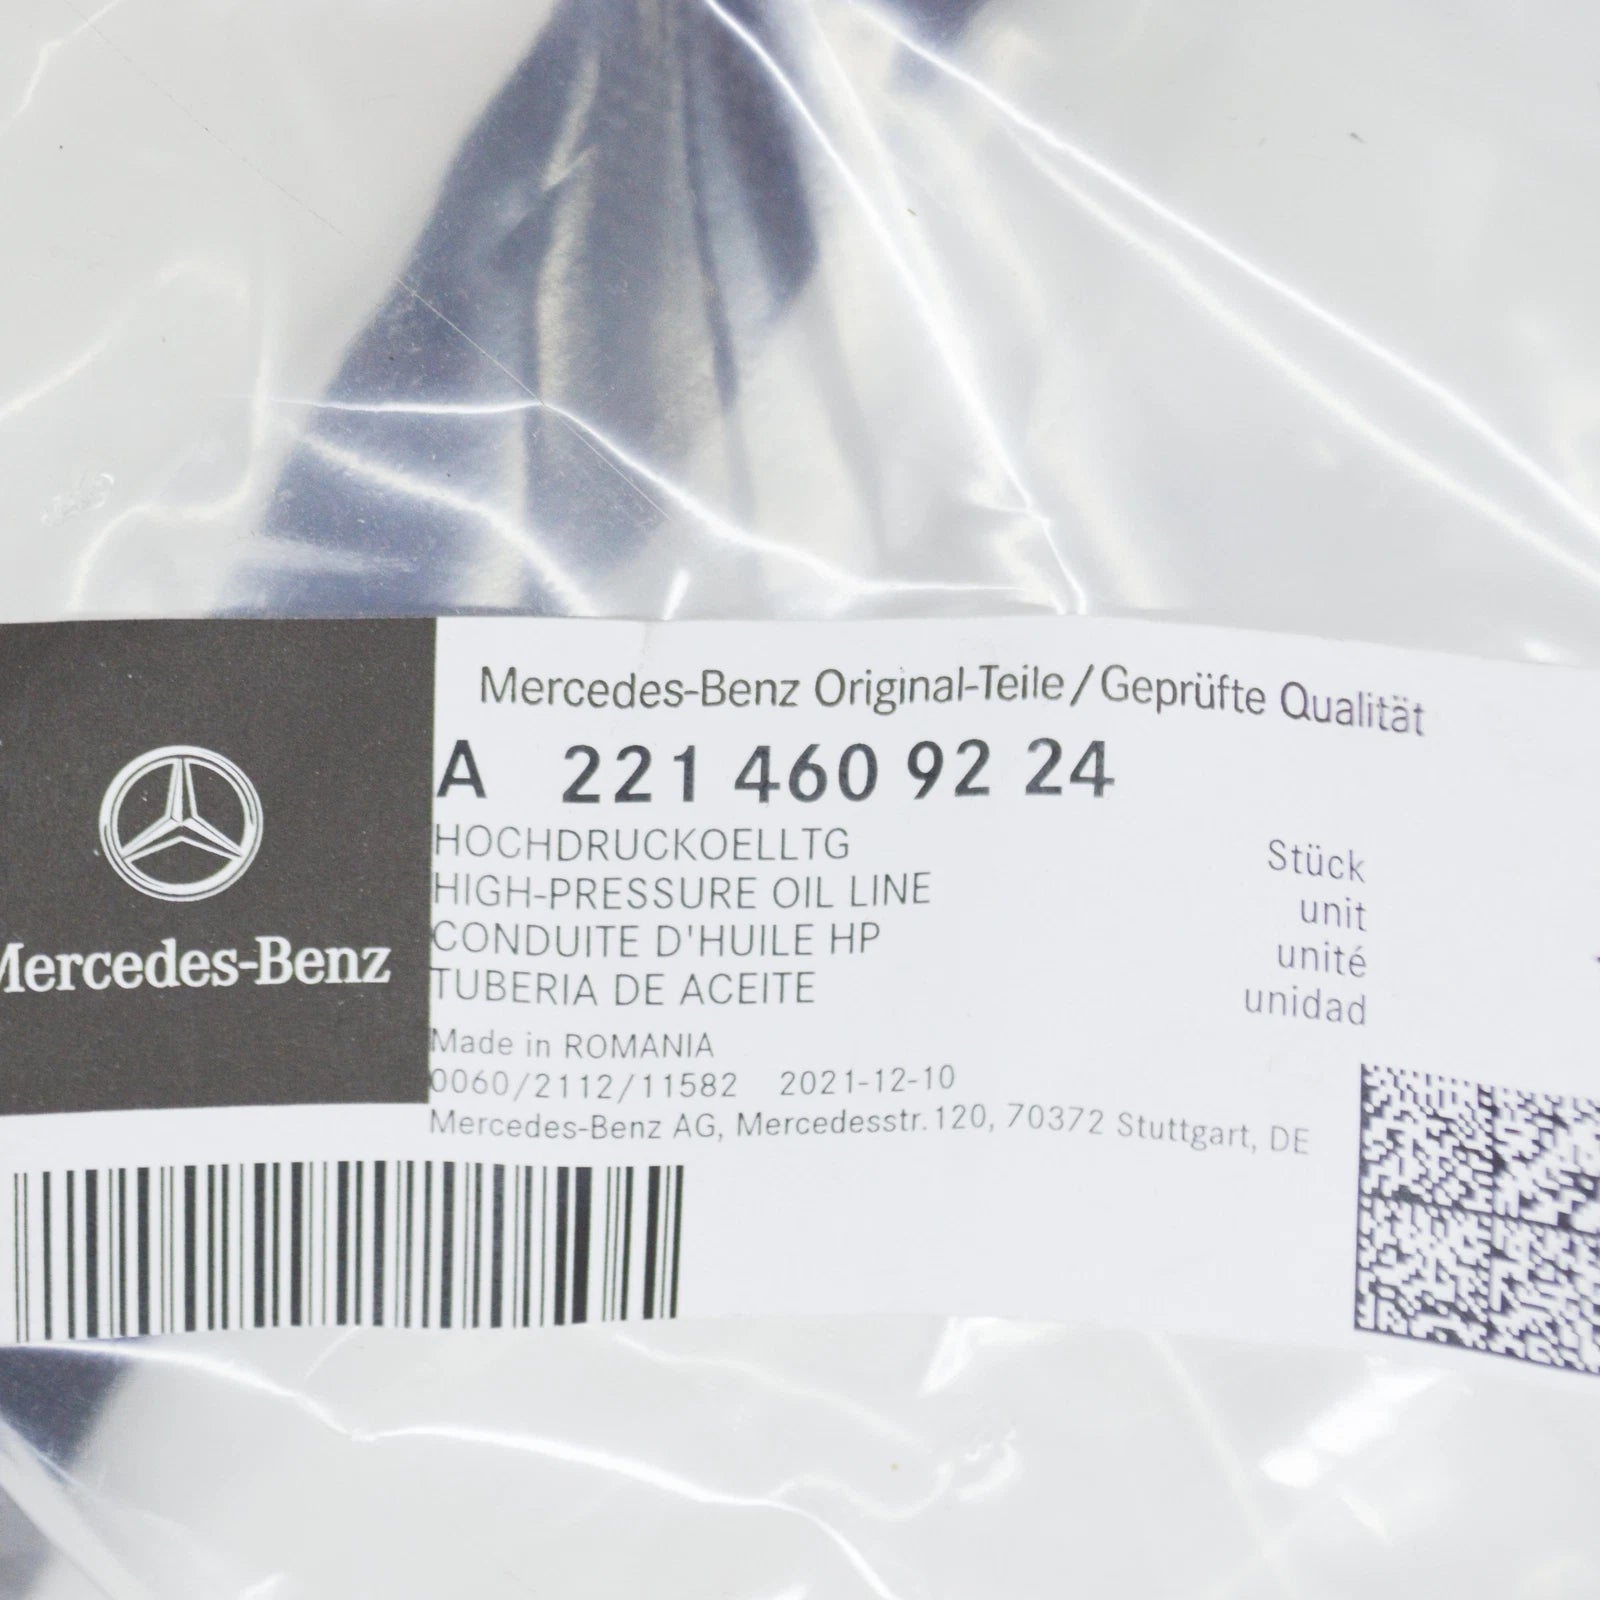 Mercedes-Benz Original-Teile/Geprüfte Qualität
A 221 460 92 24
HOCHDRUCKOELLTG
HIGH-PRESSURE OIL LINE
CONDUITE D'HUILE HP
TUBERIA DE ACEITE
Stück
unit
unité
unidad
Mercedes-Benz
Made in ROMANIA
0060/2112/11582 2021-12-10
Mercedes-Benz AG, Mercedesstr.120, 70372 Stuttgart, DE